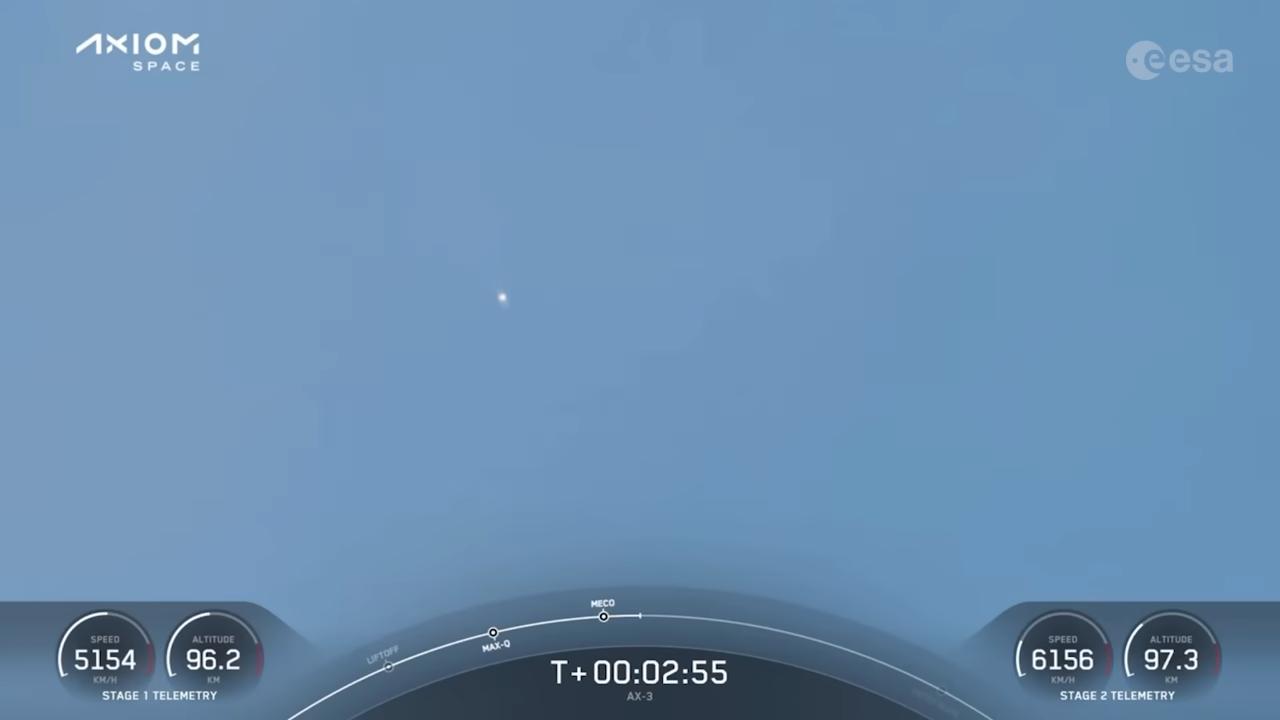 AXIOM
SPACE
esa
SPEED
5154
KM/H
ALTITUDE
96.2
KM
STAGE 1 TELEMETRY
LIFTOFF
MAX-Q
MECO
T+00:02:55
AX-3
SPEED
6156
KM/H
ALTITUDE
97.3
KM
STAGE 2 TELEMETRY